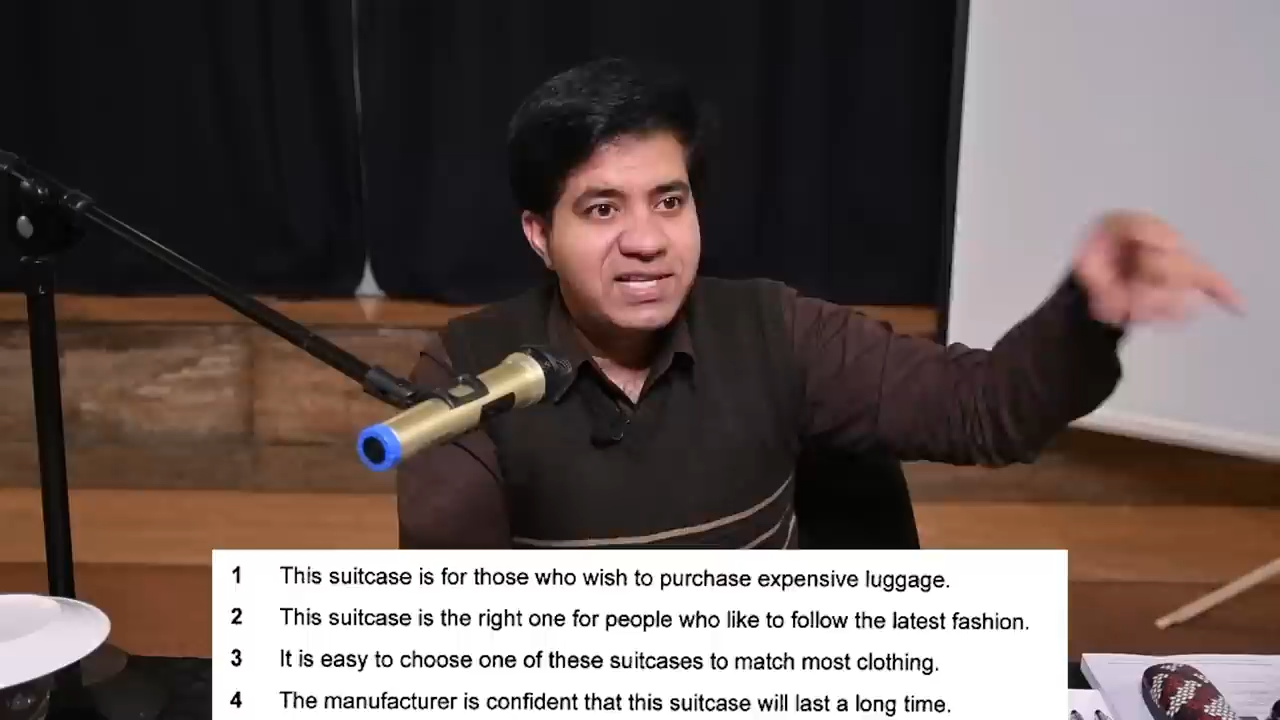 1 This suitcase is for those who wish to purchase expensive luggage.
2 This suitcase is the right one for people who like to follow the latest fashion.
3 It is easy to choose one of these suitcases to match most clothing.
4 The manufacturer is confident that this suitcase will last a long time.